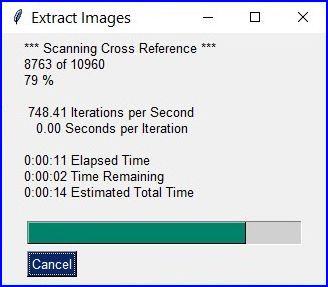 Extract Images
*** Scanning Cross Reference ***
8763 of 10960
79 %
748.41 Iterations per Second
0.00 Seconds per Iteration
0:00:11 Elapsed Time
0:00:02 Time Remaining
0:00:14 Estimated Total Time
Cancel